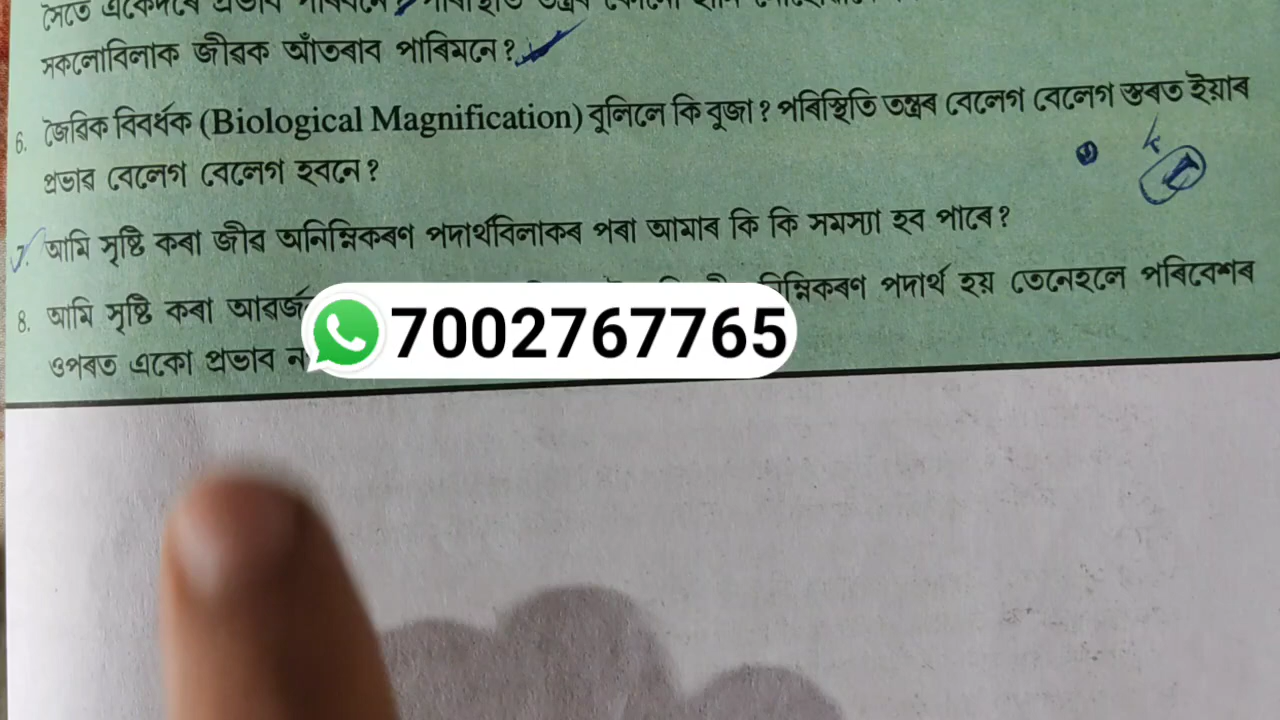 সকলোবিলাক জীৱক আঁতৰাব পাৰিমনে?
6. জৈৱিক বিবৰ্ধক (Biological Magnification) বুলিলে কি বুজা? পৰিস্থিতি তন্ত্ৰৰ বেলেগ বেলেগ স্তৰত ইয়াৰ
প্ৰভাৱ বেলেগ বেলেগ হবনে?
7. আমি সৃষ্টি কৰা জীৱ অনিম্নিকৰণ পদাৰ্থবিলাকৰ পৰা আমাৰ কি কি সমস্যা হব পাৰে?
8. আমি সৃষ্টি কৰা পদাৰ্থ হয় তেনেহলে পৰিবেশৰ
ওপৰত একো প্ৰভাৱ
7002767765